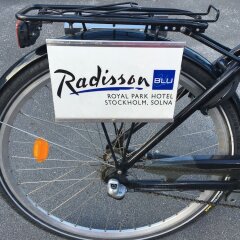 Radisson BLU
ROYAL PARK HOTEL
STOCKHOLM, SOLNA